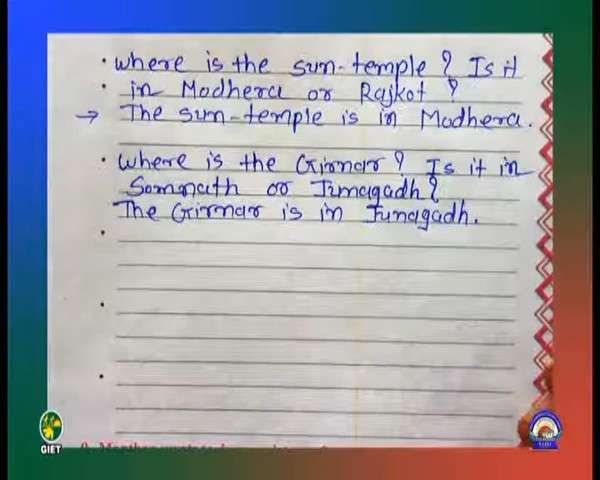 • where is the sun-temple ? Is it
• in Modhera or Rajkot ?
→ The sun-temple is in Modhera.
• where is the Girnar ? Is it in
Somnath or Junagadh ?
The Girnar is in Junagadh.
•
•
•
GIET